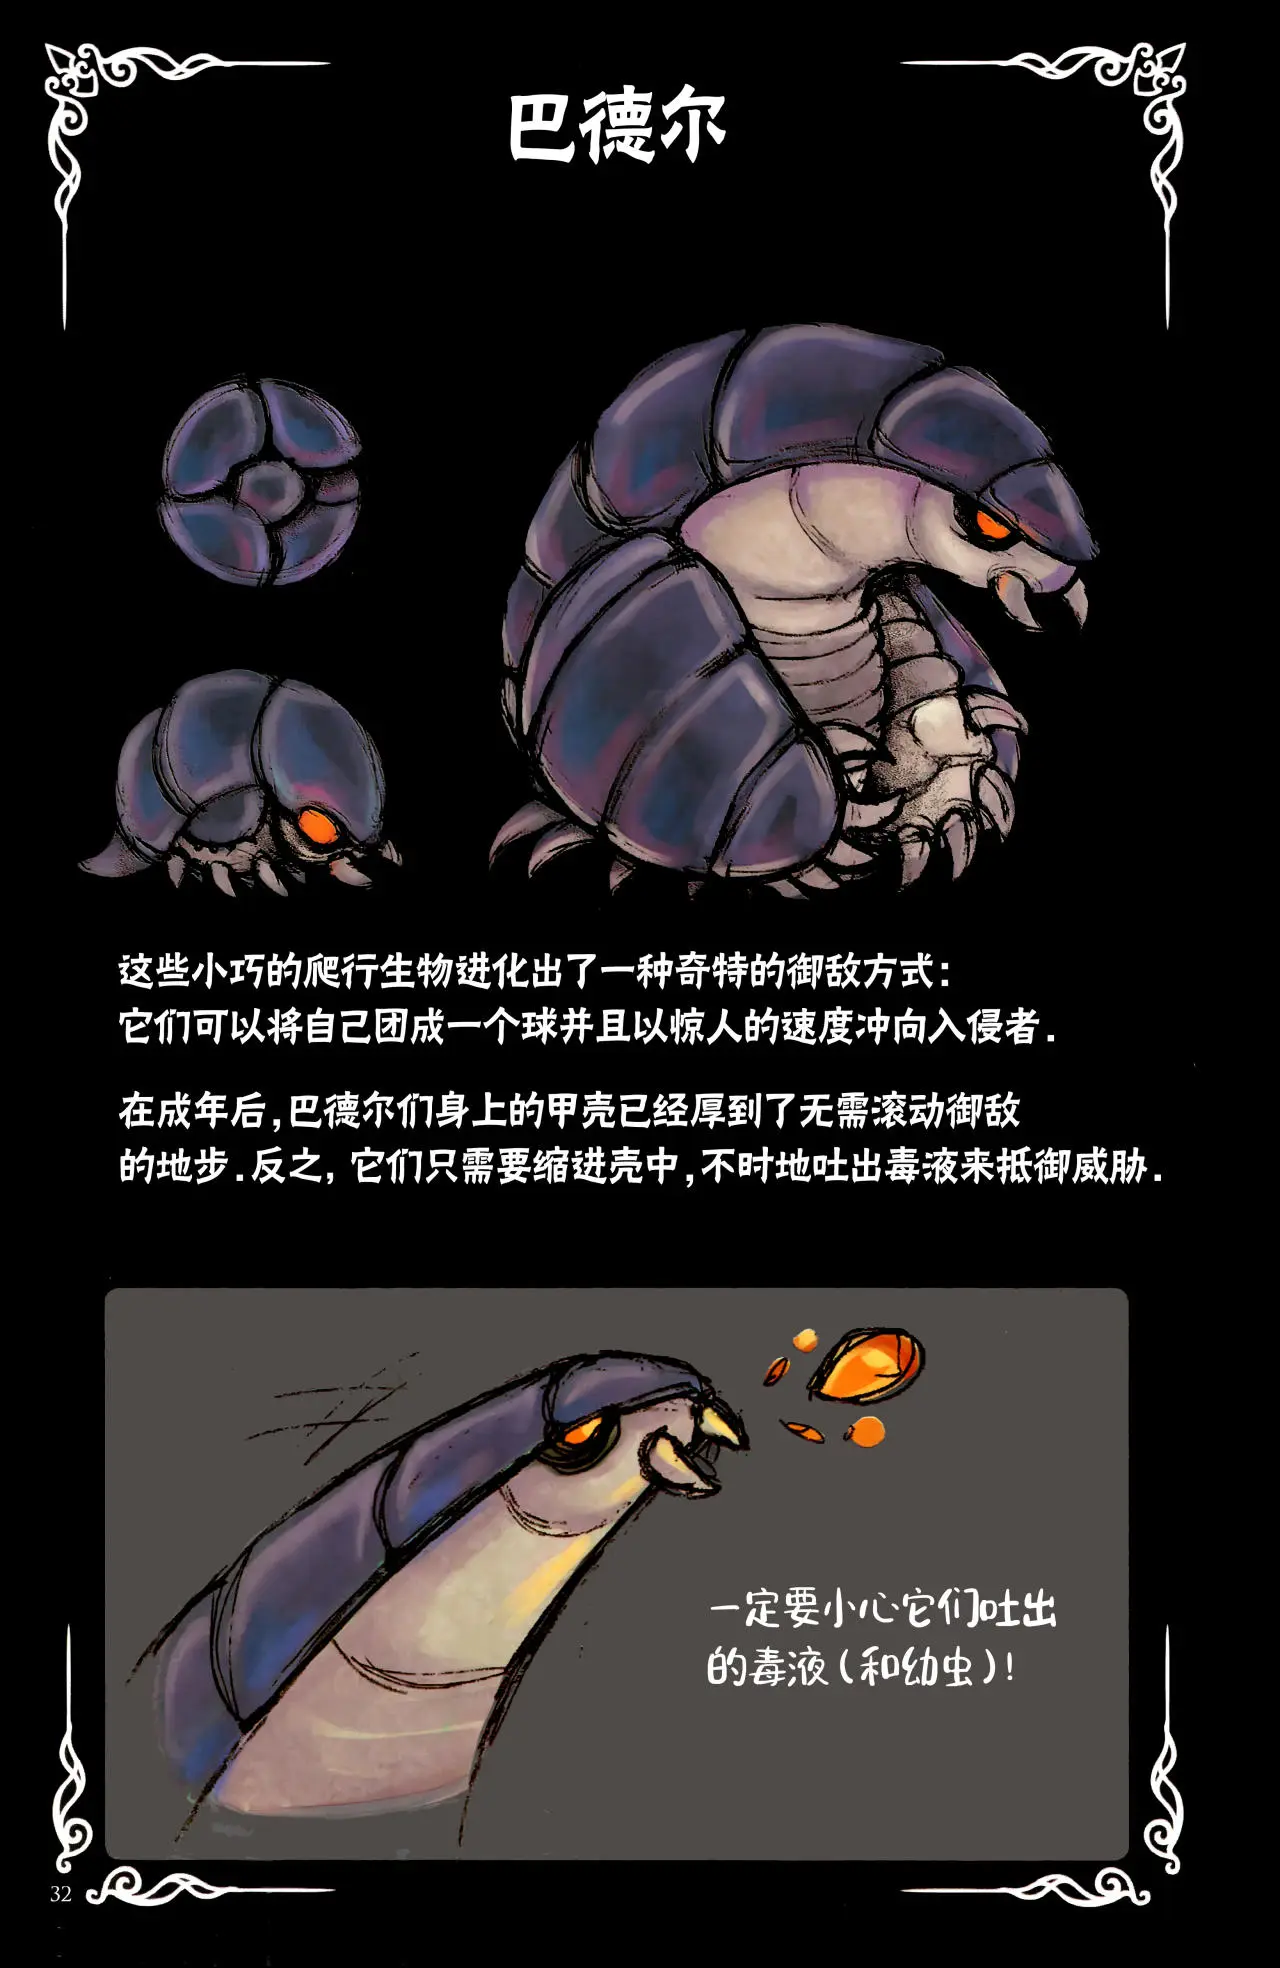 巴德尔
这些小巧的爬行生物进化出了一种奇特的御敌方式：
它们可以将自己团成一个球并且以惊人的速度冲向入侵者.
在成年后,巴德尔们身上的甲壳已经厚到了无需滚动御敌
的地步.反之, 它们只需要缩进壳中,不时地吐出毒液来抵御威胁.
一定要小心它们吐出
的毒液(和幼虫)!
32